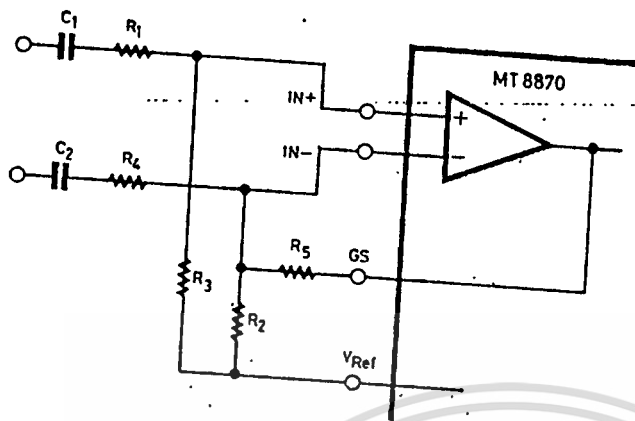 C1
R1
MT8870
IN+
+
C2
R4
IN-
-
R5
GS
R3
R2
VRef